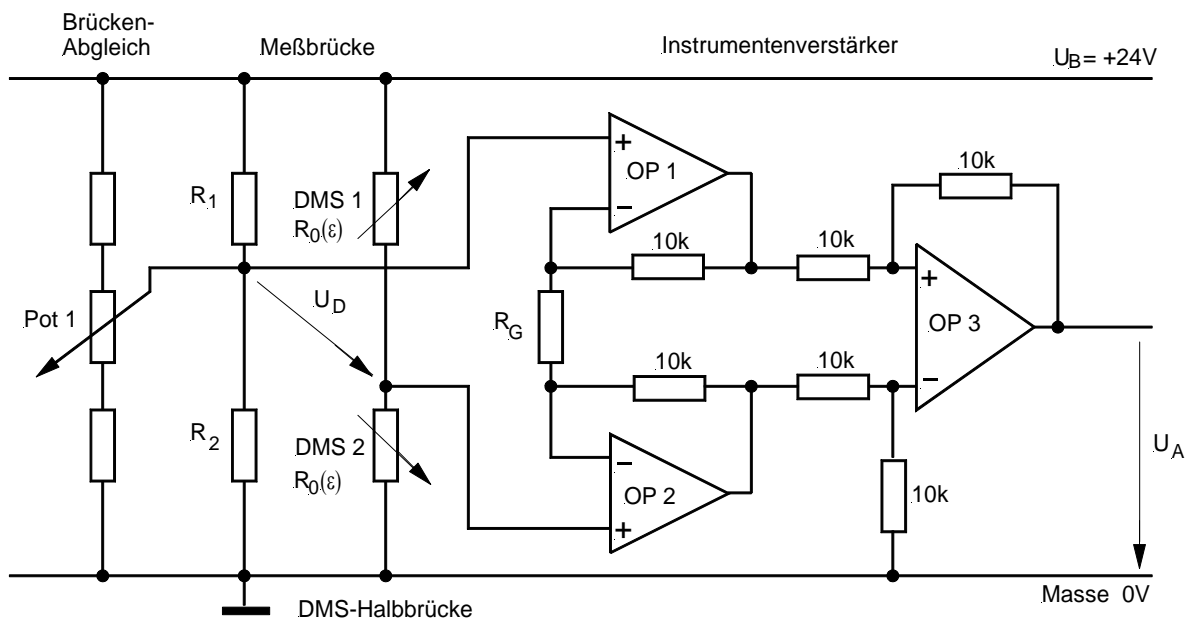 Brücken-
Abgleich
Meßbrücke
Instrumentenverstärker
UB = +24V
R1
DMS 1
R0(ε)
OP 1
10k
10k
10k
Pot 1
UD
RG
OP 3
10k
10k
R2
DMS 2
R0(ε)
OP 2
10k
UA
DMS-Halbbrücke
Masse 0V